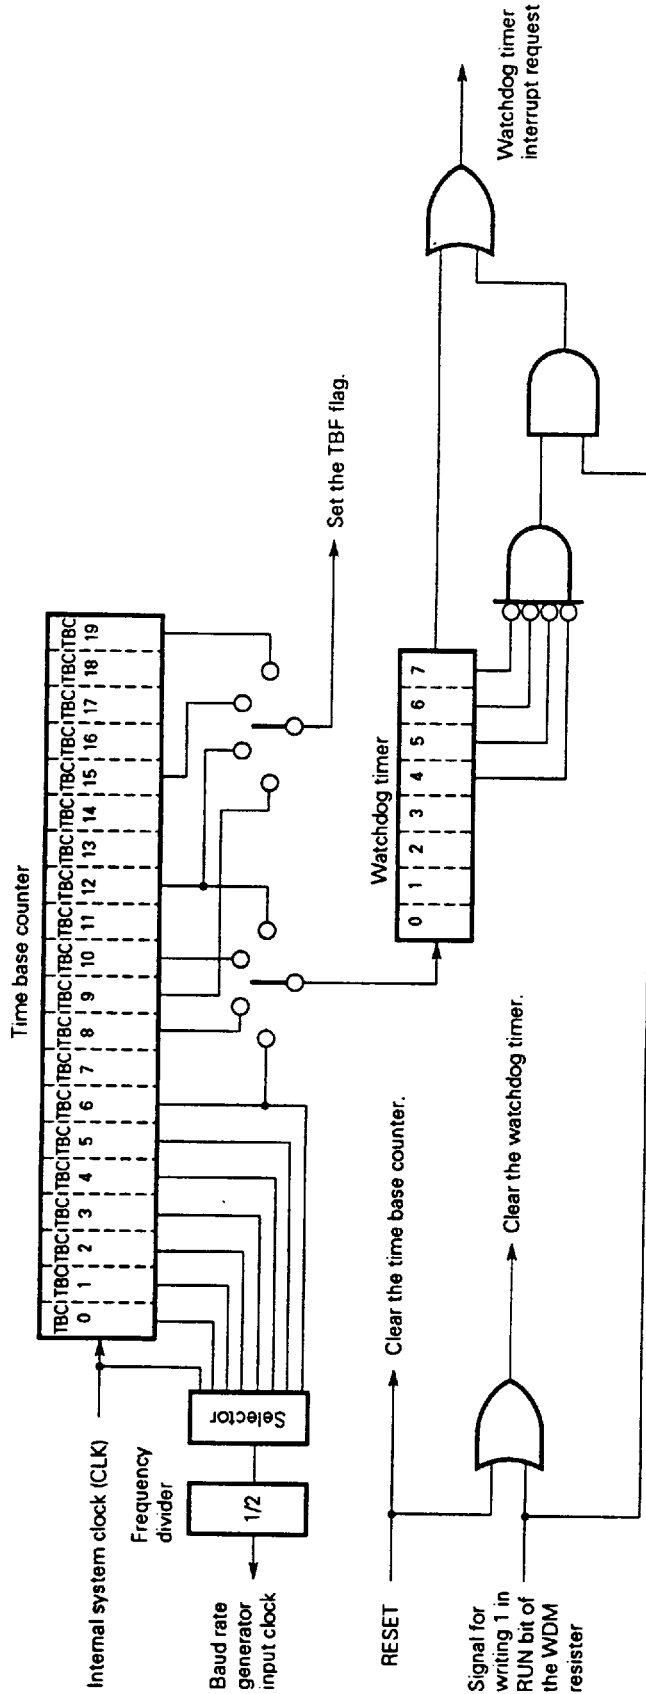 Time base counter
TBC TBC TBC TBC TBC TBC TBC TBC TBC TBC TBC TBC TBC TBC TBC TBC TBC TBC TBC TBC
0 1 2 3 4 5 6 7 8 9 10 11 12 13 14 15 16 17 18 19
Internal system clock (CLK)
Selector
Frequency
divider
1/2
Baud rate
generator
input clock
Set the TBF flag.
Watchdog timer
0 1 2 3 4 5 6 7
Watchdog timer
interrupt request
RESET
Clear the time base counter.
Signal for
writing 1 in
RUN bit of
the WDM
resister
Clear the watchdog timer.